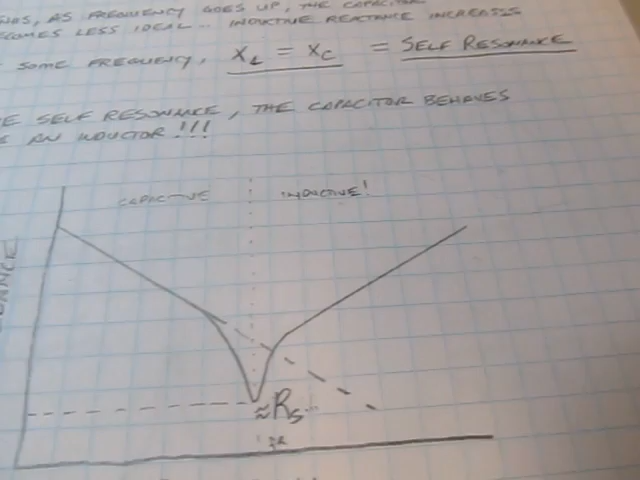 AS FREQUENCY GOES UP, THE CAPACITOR
COMES LESS IDEAL.. INDUCTIVE REACTANCE INCREASES
SOME FREQUENCY, XL = XC = SELF RESONANCE
E SELF RESONANCE, THE CAPACITOR BEHAVES
AN INDUCTOR!!!
CAPACITIVE INDUCTIVE!
≈RS